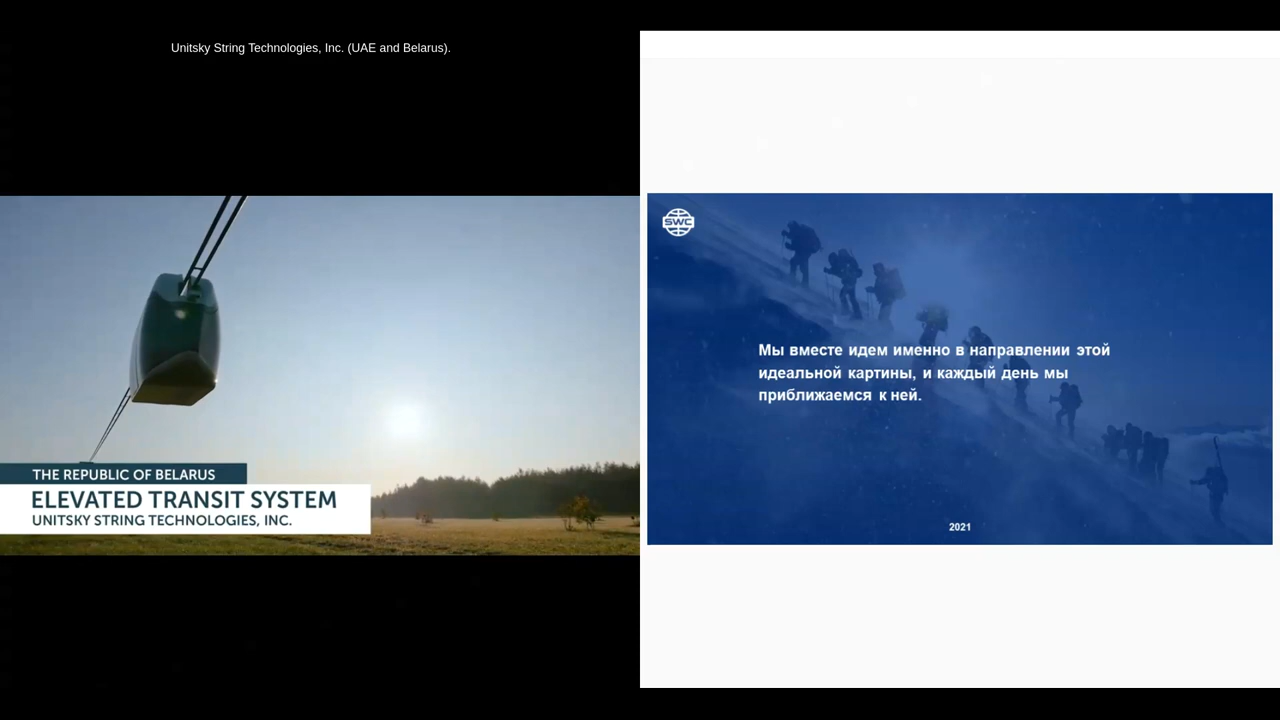 Unitsky String Technologies, Inc. (UAE and Belarus).
THE REPUBLIC OF BELARUS
ELEVATED TRANSIT SYSTEM
UNITSKY STRING TECHNOLOGIES, INC.
SWC
Мы вместе идем именно в направлении этой
идеальной картины, и каждый день мы
приближаемся к ней.
2021